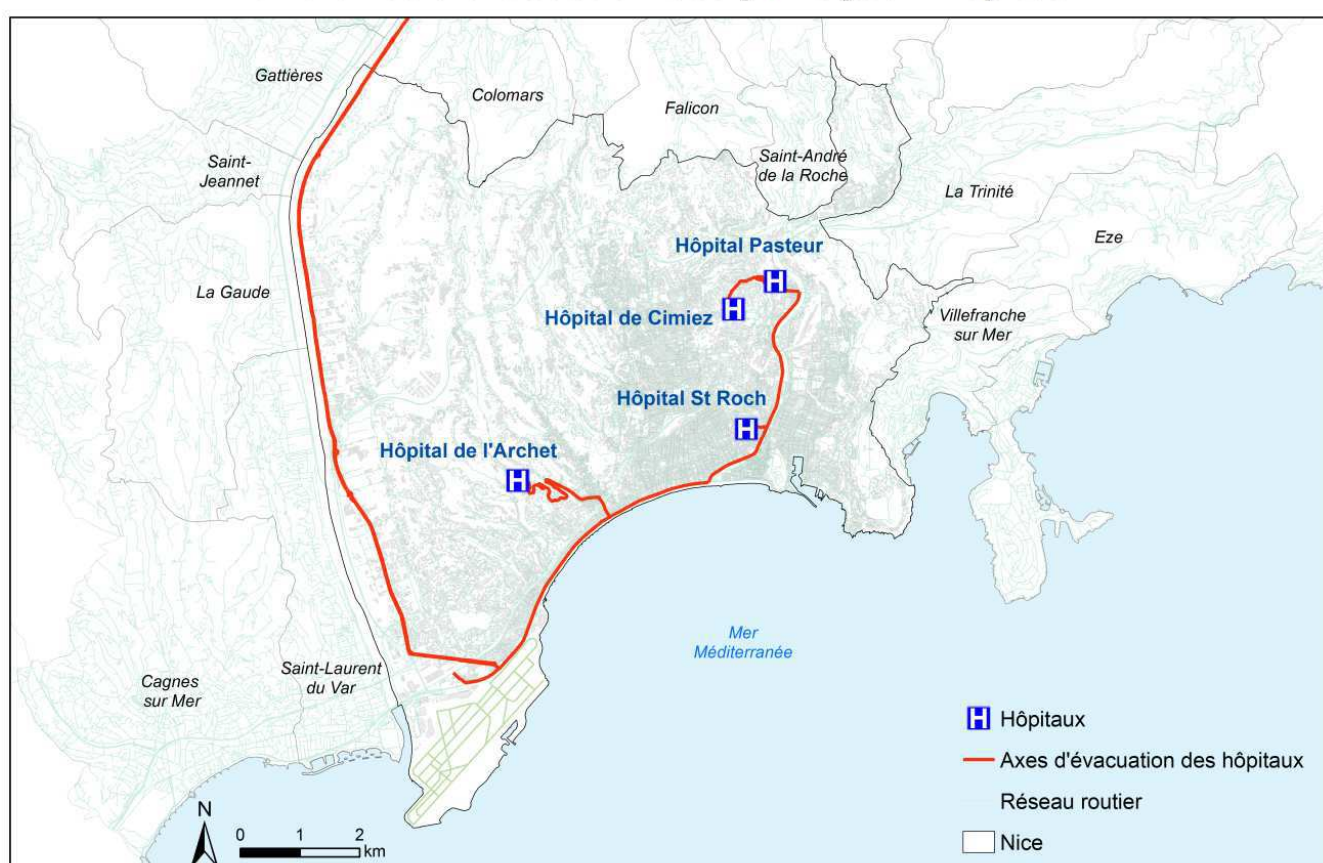 Gattières
Colomars
Falicon
Saint-André
de la Roche
Saint-
Jeannet
La Trinité
Eze
Hôpital Pasteur
La Gaude
Hôpital de Cimiez
Villefranche
sur Mer
Hôpital St Roch
Hôpital de l'Archet
H
H
H
H
Mer
Méditerranée
Saint-Laurent
du Var
Cagnes
sur Mer
H Hôpitaux
Axes d'évacuation des hôpitaux
Réseau routier
Nice
N
0 1 2
km